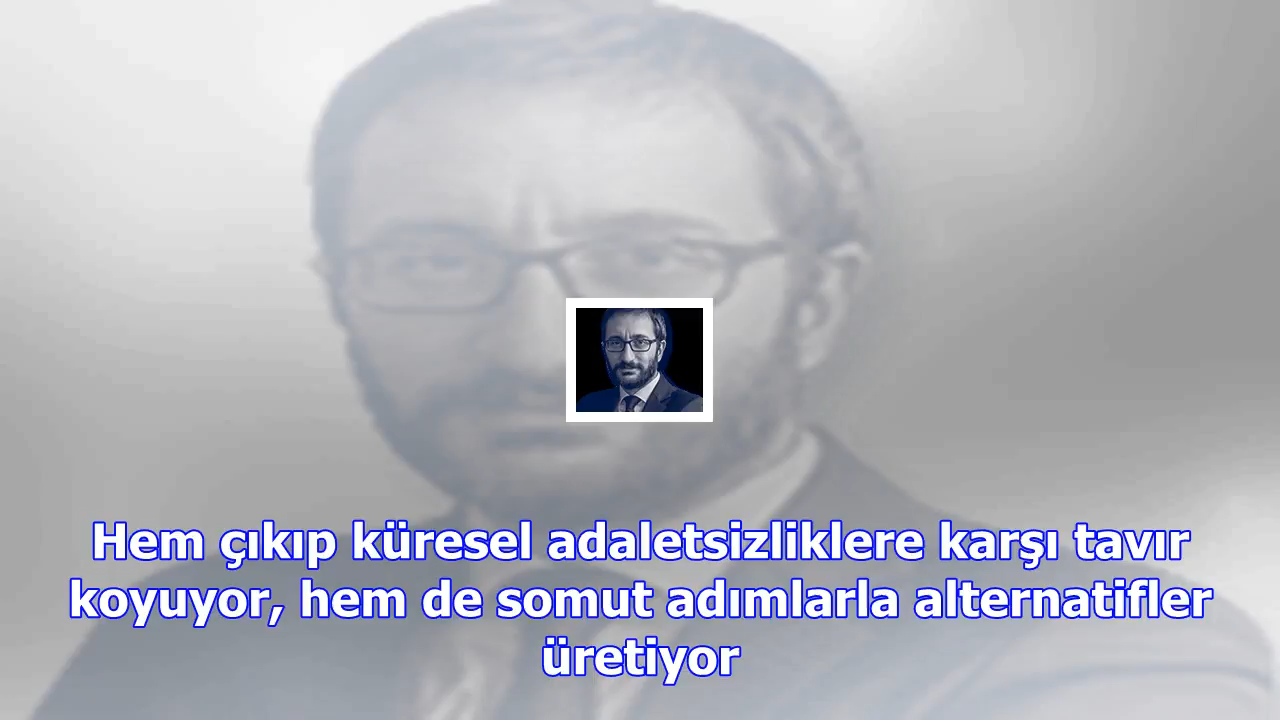 Hem çıkıp küresel adaletsizliklere karşı tavır
koyuyor, hem de somut adımlarla alternatifler
üretiyor